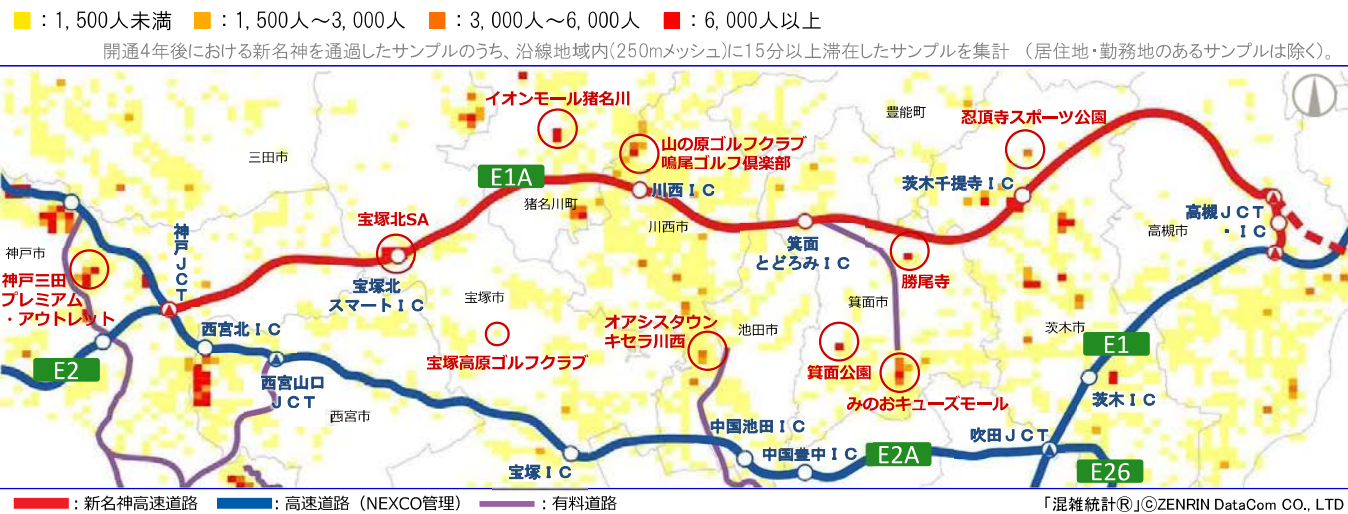 ：1,500人未満 ：1,500人～3,000人 ：3,000人～6,000人 ：6,000人以上
開通4年後における新名神を通過したサンプルのうち、沿線地域内(250mメッシュ)に15分以上滞在したサンプルを集計 (居住地・勤務地のあるサンプルは除く)。
イオンモール猪名川
豊能町
忍頂寺スポーツ公園
山の原ゴルフクラブ
鳴尾ゴルフ倶楽部
三田市
E1A
川西ＩＣ
茨木千提寺ＩＣ
猪名川町
宝塚北SA
川西市
高槻ＪＣＴ
・ＩＣ
高槻市
神戸ＪＣＴ
神戸市
箕面
とどろみＩＣ
神戸三田
プレミアム
・アウトレット
宝塚北
スマートＩＣ
勝尾寺
宝塚市
箕面市
西宮北ＩＣ
オアシスタウン
キセラ川西
池田市
茨木市
E1
宝塚高原ゴルフクラブ
E2
箕面公園
西宮山口
ＪＣＴ
みのおキューズモール
茨木ＩＣ
西宮市
中国池田ＩＣ
吹田ＪＣＴ
中国豊中ＩＣ
E2A
宝塚ＩＣ
E26
：新名神高速道路 ：高速道路（NEXCO管理） ：有料道路
「混雑統計Ⓡ」©ZENRIN DataCom CO., LTD